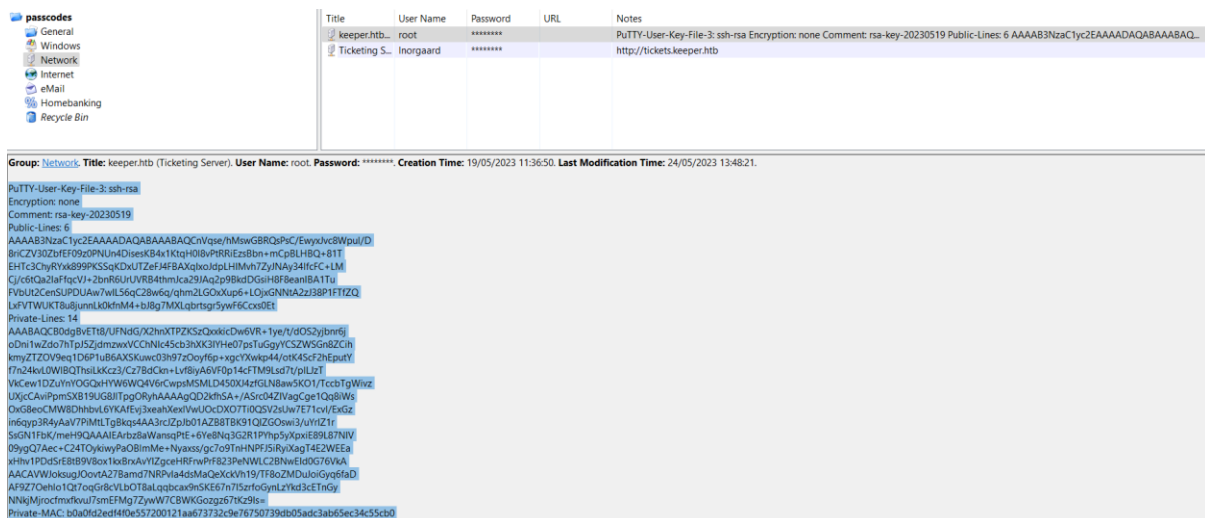 passcodes
General
Windows
Network
Internet
eMail
Homebanking
Recycle Bin
Title User Name Password URL Notes
keeper.htb... root ******** PuTTY-User-Key-File-3: ssh-rsa Encryption: none Comment: rsa-key-20230519 Public-Lines: 6 AAAAB3NzaC1yc2EAAAADAQABAAABAQ...
Ticketing S... lnorgaard ******** http://tickets.keeper.htb
Group: Network. Title: keeper.htb (Ticketing Server). User Name: root. Password: ********. Creation Time: 19/05/2023 11:36:50. Last Modification Time: 24/05/2023 13:48:21.
PuTTY-User-Key-File-3: ssh-rsa
Encryption: none
Comment: rsa-key-20230519
Public-Lines: 6
AAAAB3NzaC1yc2EAAAADAQABAAABAQCnVqse/hMswGBRQsPsC/EwyxJvc8Wpul/D
8riCZV30ZbfEF09z0PNUn4DisesKB4x1KtqH0l8vPtRRiEzsBbn+mCpBLHBQ+81T
EHTc3ChyRYxk899PKSSqKDxUTZeFJ4FBAXqIxoJdpLHIMvh7ZyJNAy34lfcFC+LM
Cj/c6tQa2IaFfqcVJ+2bnR6UrUVRB4thmJca29JAq2p9BkdDGsiH8F8eanIBA1Tu
FVbUt2CenSUPDUAw7wIL56qC28w6q/qhm2LGOxXup6+LOjxGNNtA2zJ38P1FTfZQ
LxFVTWUKT8u8junnLk0kfnM4+bJ8g7MXLqbrtsgr5ywF6Ccxs0Et
Private-Lines: 14
AAABAQCB0dgBvETt8/UFNdG/X2hnXTPZKSzQxxkicDw6VR+1ye/t/dOS2yjbnr6j
oDni1wZdo7hTpJ5ZjdmzwxVCChNIc45cb3hXK3IYHe07psTuGgyYCSZWSGn8ZCih
kmyZTZOV9eq1D6P1uB6AXSKuwc03h97zOoyf6p+xgcYXwkp44/otK4ScF2hEputY
f7n24kvL0WlBQThsiLkKcz3/Cz7BdCkn+Lvf8iyA6VF0p14cFTM9Lsd7t/plLJzT
VkCew1DZuYnYOGQxHYW6WQ4V6rCwpsMSMLD450XJ4zfGLN8aw5KO1/TccbTgWivz
UXjcCAviPpmSXB19UG8JlTpgORyhAAAAgQD2kfhSA+/ASrc04ZIVagCge1Qq8iWs
OxG8eoCMW8DhhbvL6YKAfEvj3xeahXexlVwUOcDXO7Ti0QSV2sUw7E71cvl/ExGz
in6qyp3R4yAaV7PiMtLTgBkqs4AA3rcJZpJb01AZB8TBK91QIZGOswi3/uYrIZ1r
SsGN1FbK/meH9QAAAIEArbz8aWansqPtE+6Ye8Nq3G2R1PYhp5yXpxiE89L87NIV
09ygQ7Aec+C24TOykiwyPaOBlmMe+Nyaxss/gc7o9TnHNPFJ5iRyiXagT4E2WEEa
xHhv1PDdSrE8tB9V8ox1kxBrxAvYIZgceHRFrwPrF823PeNWLC2BNwEId0G76VkA
AACAVWJoksugJOovtA27Bamd7NRPvIa4dsMaQeXckVh19/TF8oZMDuJoiGyq6faD
AF9Z7Oehlo1Qt7oqGr8cVLbOT8aLqqbcax9nSKE67n7I5zrfoGynLzYkd3cETnGy
NNkjMjrocfmxfkvuJ7smEFMg7ZywW7CBWKGozgz67tKz9Is=
Private-MAC: b0a0fd2edf4f0e557200121aa673732c9e76750739db05adc3ab65ec34c55cb0